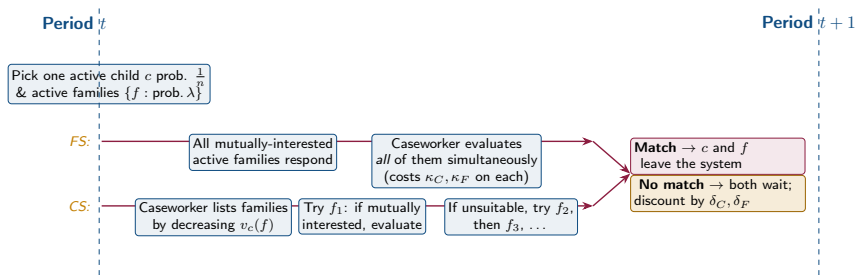 Period t
Period t + 1
Pick one active child c prob. 1/n
& active families {f : prob. λ}
FS:
All mutually-interested
active families respond
Caseworker evaluates
all of them simultaneously
(costs κ_C, κ_F on each)
Match → c and f
leave the system
No match → both wait;
discount by δ_C, δ_F
CS:
Caseworker lists families
by decreasing v_c(f)
Try f_1: if mutually
interested, evaluate
If unsuitable, try f_2,
then f_3, ...